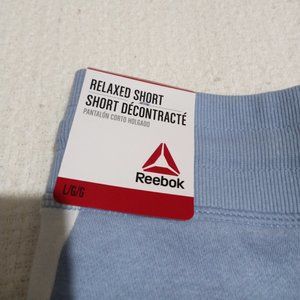 RELAXED SHORT
SHORT DÉCONTRACTÉ
PANTALÓN CORTO HOLGADO
Reebok
L/G/G